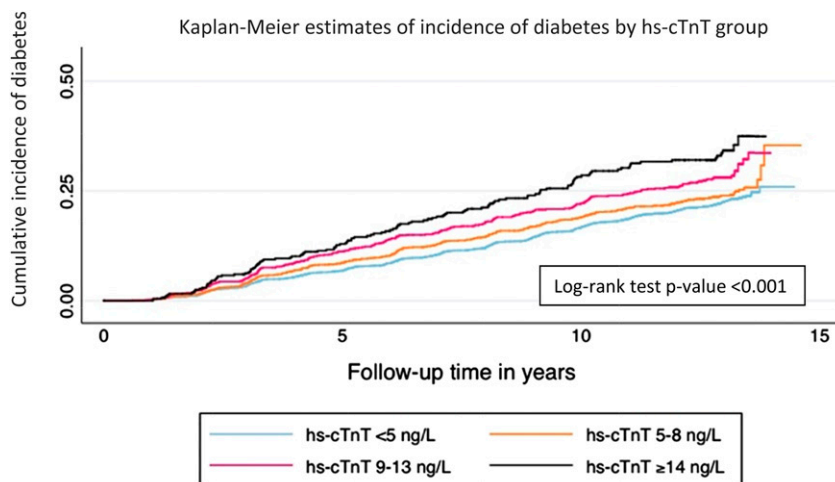 Kaplan-Meier estimates of incidence of diabetes by hs-cTnT group
Cumulative incidence of diabetes
0.50
0.25
0.00
Log-rank test p-value <0.001
0 5 10 15
Follow-up time in years
hs-cTnT <5 ng/L hs-cTnT 5-8 ng/L
hs-cTnT 9-13 ng/L hs-cTnT ≥14 ng/L